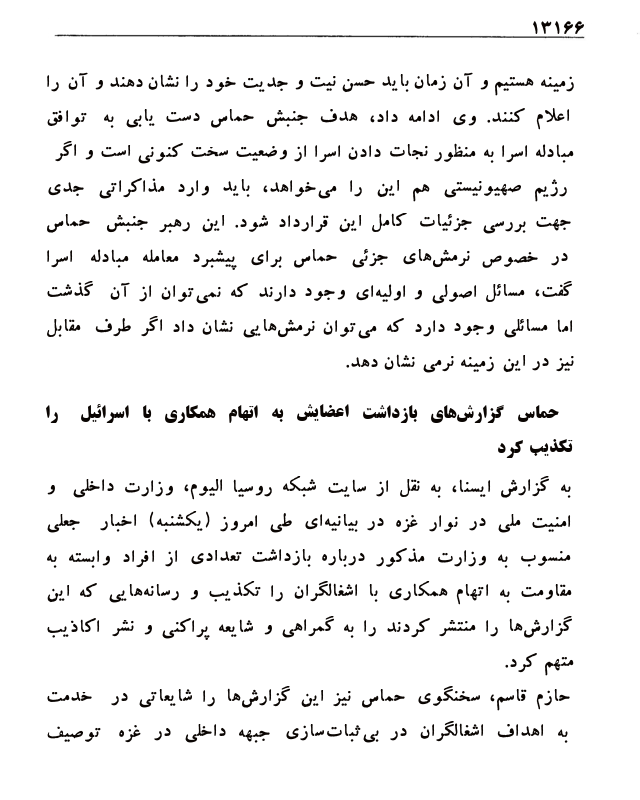 ۱۳۱۶۶
زمینه هستیم و آن زمان باید حسن نیت و جدیت خود را نشان دهند و آن را
اعلام کنند. وی ادامه داد، هدف جنبش حماس دست یابی به توافق
مبادله اسرا به منظور نجات دادن اسرا از وضعیت سخت کنونی است و اگر
رژیم صهیونیستی هم این را می‌خواهد، باید وارد مذاکراتی جدی
جهت بررسی جزئیات کامل این قرارداد شود. این رهبر جنبش حماس
در خصوص نرمش‌های جزئی حماس برای پیشبرد معامله مبادله اسرا
گفت، مسائل اصولی و اولیه‌ای وجود دارند که نمی‌توان از آن گذشت
اما مسائلی وجود دارد که می‌توان نرمش‌هایی نشان داد اگر طرف مقابل
نیز در این زمینه نرمی نشان دهد.
حماس گزارش‌های بازداشت اعضایش به اتهام همکاری با اسرائیل را
تکذیب کرد
به گزارش ایسنا، به نقل از سایت شبکه روسیا الیوم، وزارت داخلی و
امنیت ملی در نوار غزه در بیانیه‌ای طی امروز (یکشنبه) اخبار جعلی
منسوب به وزارت مذکور درباره بازداشت تعدادی از افراد وابسته به
مقاومت به اتهام همکاری با اشغالگران را تکذیب و رسانه‌هایی که این
گزارش‌ها را منتشر کردند را به گمراهی و شایعه پراکنی و نشر اکاذیب
متهم کرد.
حازم قاسم، سخنگوی حماس نیز این گزارش‌ها را شایعاتی در خدمت
به اهداف اشغالگران در بی‌ثبات‌سازی جبهه داخلی در غزه توصیف